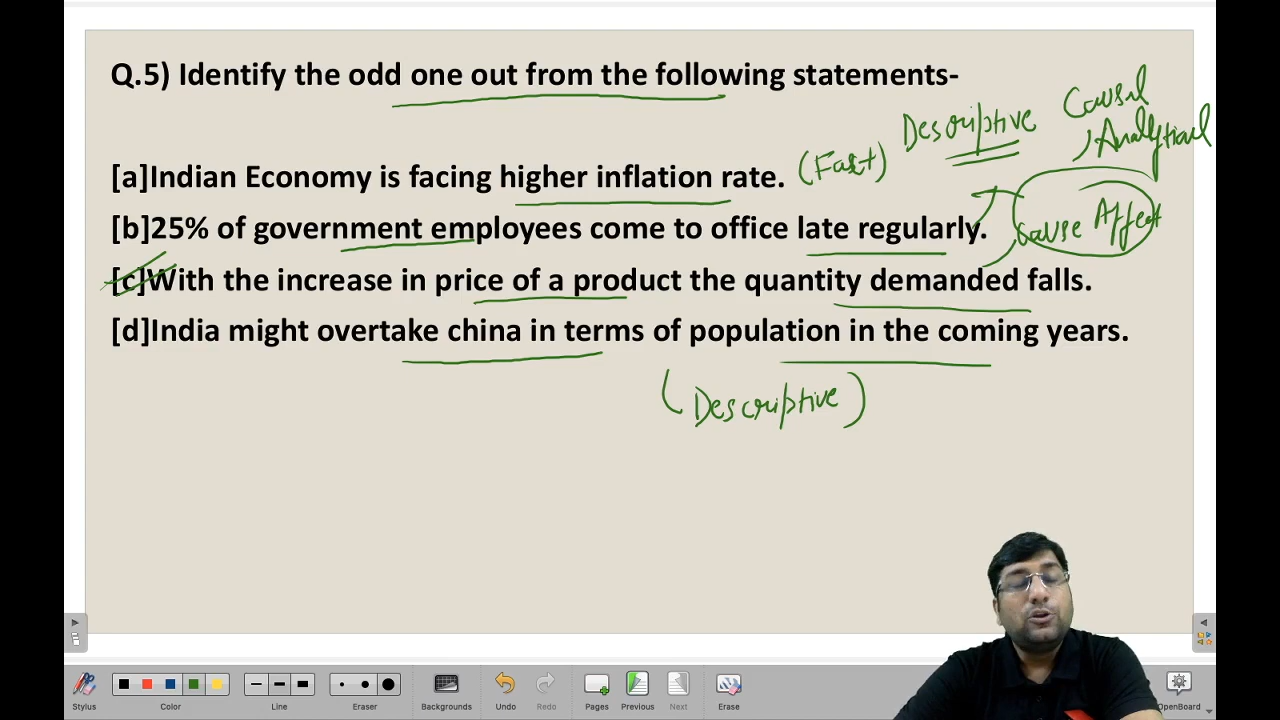 Q.5) Identify the odd one out from the following statements-
Descriptive
Causal
, Analytical
[a]Indian Economy is facing higher inflation rate.
(Fact)
[b]25% of government employees come to office late regularly.
Cause Affect
[c]With the increase in price of a product the quantity demanded falls.
[d]India might overtake china in terms of population in the coming years.
(Descriptive)
Stylus
Color
Line
Eraser
Backgrounds
Undo
Redo
Pages
Previous
Next
Erase
OpenBoard